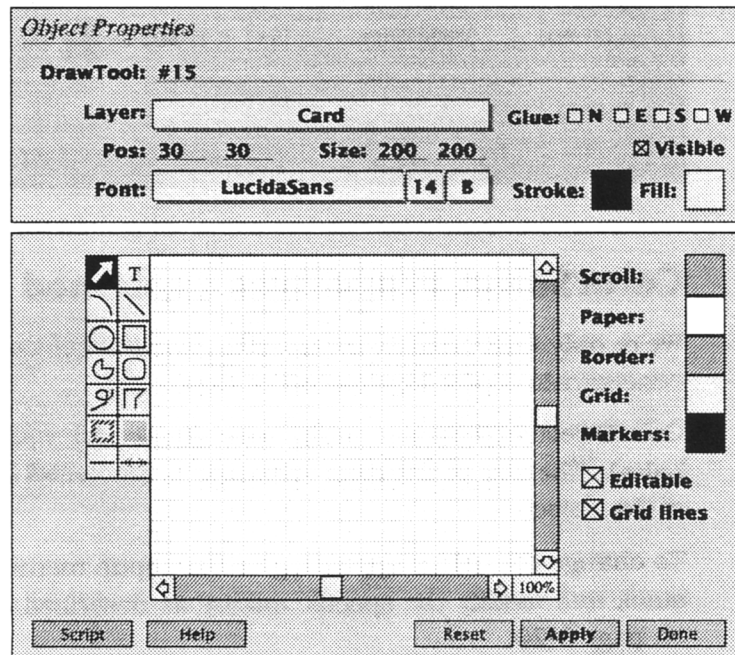 Object Properties
DrawTool: #15
Layer: Card Glue: N E S W
Pos: 30 30 Size: 200 200 Visible
Font: LucidaSans 14 B Stroke: Fill:
T
Scroll:
Paper:
Border:
Grid:
Markers:
Editable
Grid lines
100%
Script Help Reset Apply Done